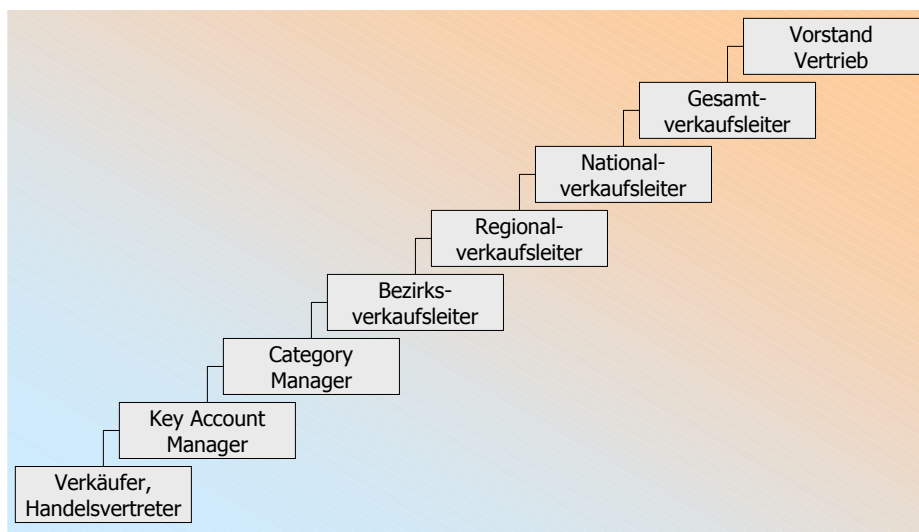 Vorstand
Vertrieb
Gesamt-
verkaufsleiter
National-
verkaufsleiter
Regional-
verkaufsleiter
Bezirks-
verkaufsleiter
Category
Manager
Key Account
Manager
Verkäufer,
Handelsvertreter